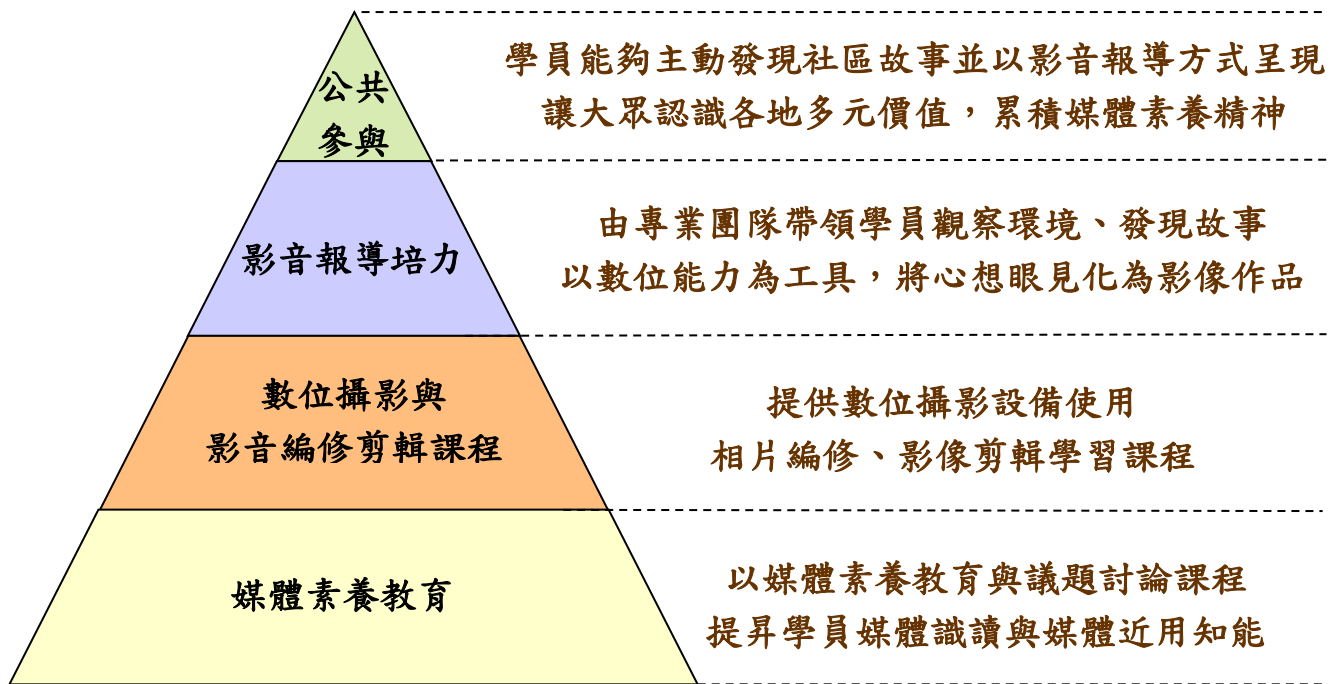 公共
參與
學員能夠主動發現社區故事並以影音報導方式呈現
讓大眾認識各地多元價值，累積媒體素養精神
影音報導培力
由專業團隊帶領學員觀察環境、發現故事
以數位能力為工具，將心想眼見化為影像作品
數位攝影與
影音編修剪輯課程
提供數位攝影設備使用
相片編修、影像剪輯學習課程
媒體素養教育
以媒體素養教育與議題討論課程
提昇學員媒體識讀與媒體近用知能